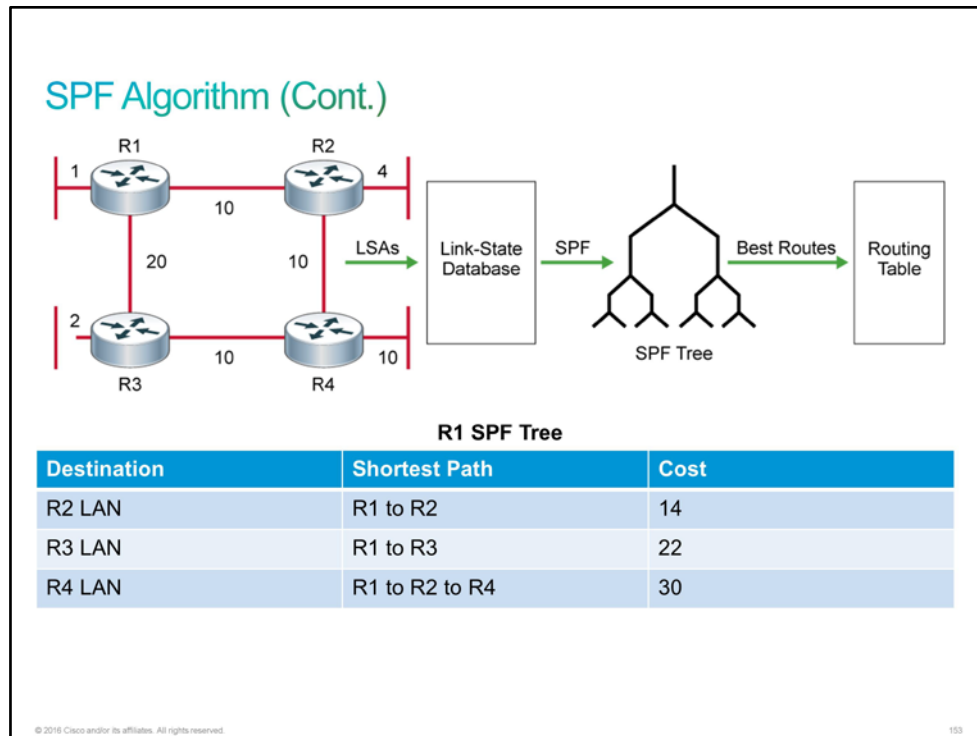 SPF Algorithm (Cont.)
R1
R2
1
4
10
20
10
LSAs
Link-State
Database
SPF
Best Routes
Routing
Table
2
10
10
SPF Tree
R3
R4
R1 SPF Tree
Destination Shortest Path Cost
R2 LAN R1 to R2 14
R3 LAN R1 to R3 22
R4 LAN R1 to R2 to R4 30
© 2016 Cisco and/or its affiliates. All rights reserved.
153